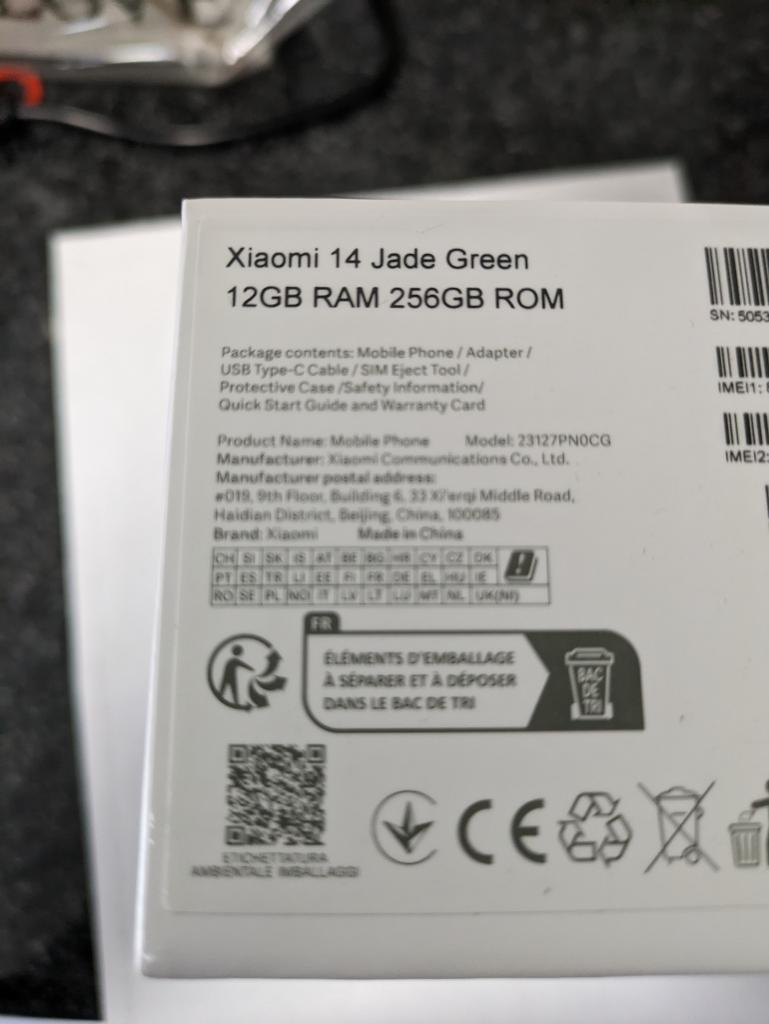 Xiaomi 14 Jade Green
12GB RAM 256GB ROM
Package contents: Mobile Phone / Adapter /
USB Type-C Cable / SIM Eject Tool /
Protective Case /Safety Information/
Quick Start Guide and Warranty Card
Product Name: Mobile Phone Model: 23127PN0CG
Manufacturer: Xiaomi Communications Co., Ltd.
Manufacturer postal address:
#019, 9th Floor, Building 6, 33 Xi'erqi Middle Road,
Haidian District, Beijing, China, 100085
Brand: Xiaomi Made in China
CH SI SK IS AT BE BG HR CY CZ DK
PT ES TR LI EE FI FR DE EL HU IE
RO SE PL NO IT LV LT LU MT NL UK(NI)
FR
ÉLÉMENTS D'EMBALLAGE
À SÉPARER ET À DÉPOSER
DANS LE BAC DE TRI
BAC
DE
TRI
ETICHETTATURA
AMBIENTALE IMBALLAGGI
CE
SN: 5053
IMEI1:
IMEI2: